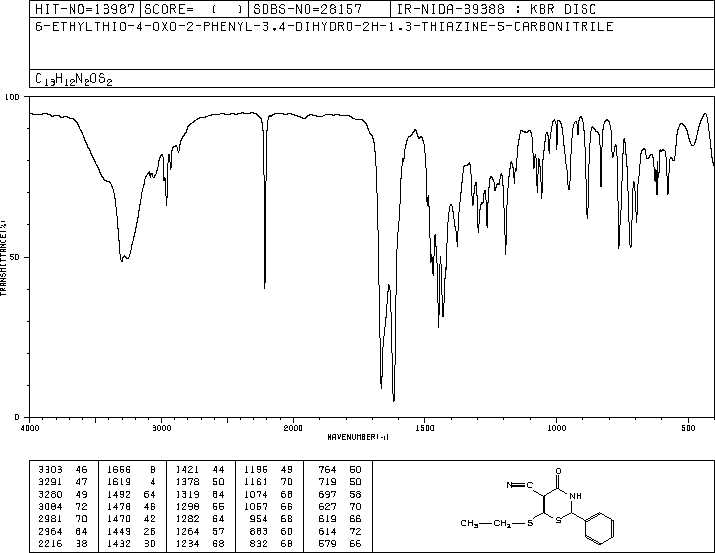 HIT-NO=13987 SCORE= ( ) SDBS-NO=28157 IR-NIDA-39388 : KBR DISC
6-ETHYLTHIO-4-OXO-2-PHENYL-3,4-DIHYDRO-2H-1,3-THIAZINE-5-CARBONITRILE
C13H12N2OS2
100
50
0
TRANSMITTANCE(%)
4000 3000 2000 1500 1000 500
WAVENUMBER(-1)
3303 46 1666 8 1421 44 1196 49 764 50
3291 47 1619 4 1378 50 1161 70 719 50
3280 49 1492 64 1319 64 1074 68 697 58
3084 72 1478 46 1298 55 1057 66 627 70
2981 70 1470 42 1282 64 954 68 619 66
2964 64 1449 26 1264 57 883 60 614 72
2216 38 1432 30 1234 68 832 68 579 66
O
N
C
NH
S
S
CH3
CH2